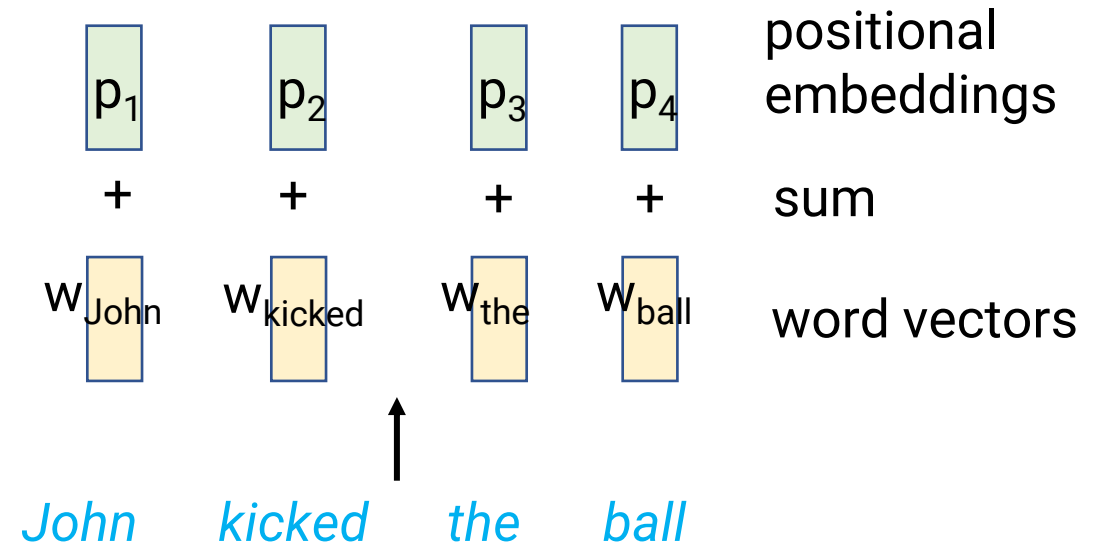 p1 p2 p3 p4 positional
embeddings
+ + + + sum
wJohn wkicked wthe wball word vectors
John kicked the ball